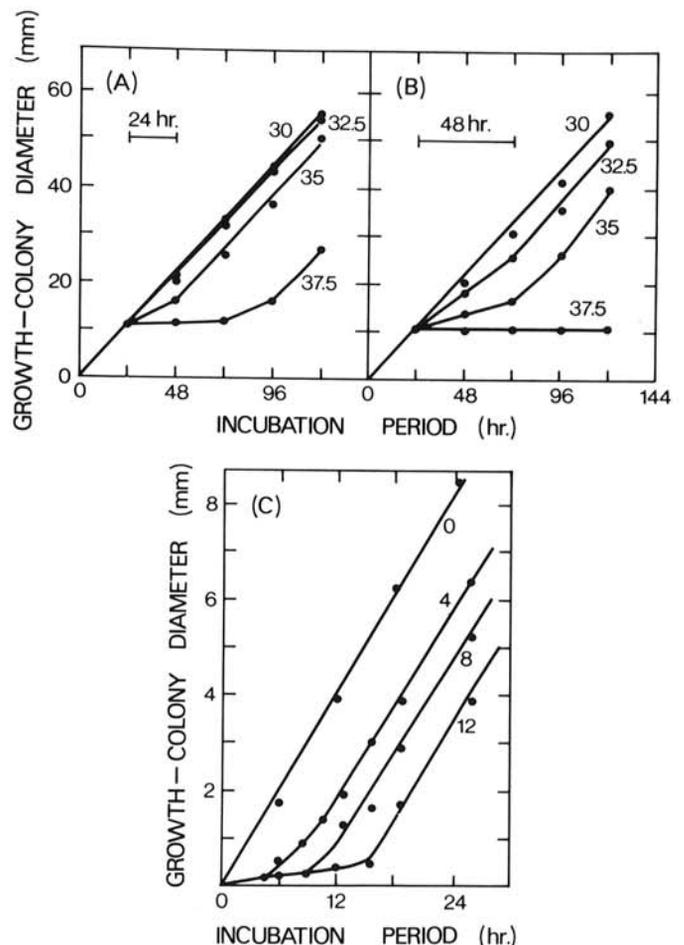 GROWTH–COLONY DIAMETER (mm)
(A)
24 hr.
30
32.5
35
37.5
60
40
20
0
0 48 96
(B)
48 hr.
30
32.5
35
37.5
0 48 96 144
INCUBATION PERIOD (hr.)
GROWTH–COLONY DIAMETER (mm)
(C)
0
4
8
12
8
6
4
2
0 12 24
INCUBATION PERIOD (hr.)